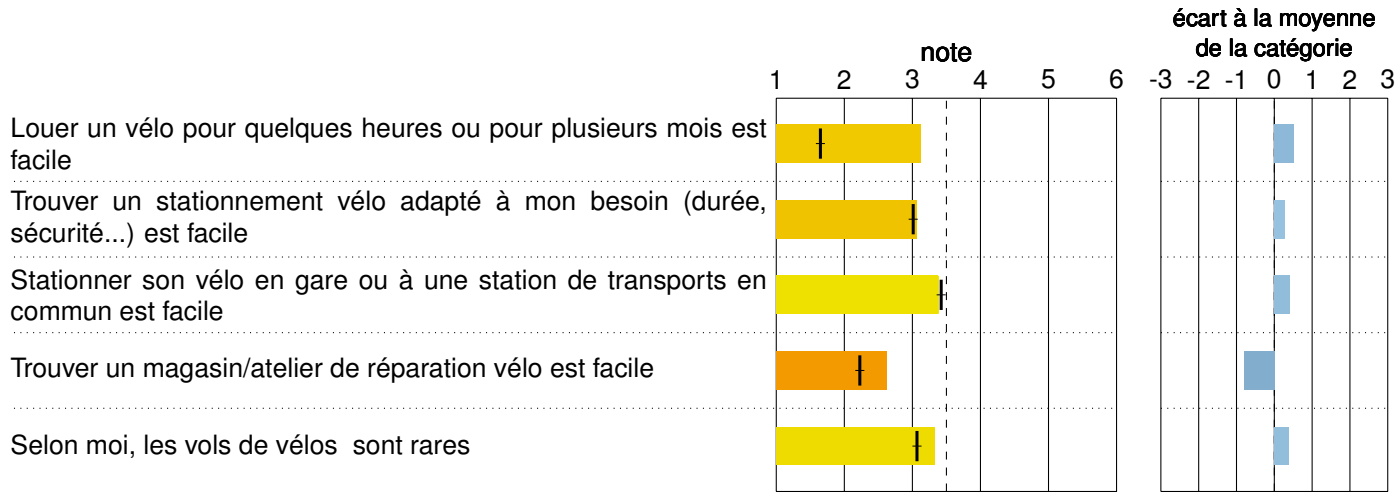 écart à la moyenne
de la catégorie
note
1 2 3 4 5 6 -3 -2 -1 0 1 2 3
Louer un vélo pour quelques heures ou pour plusieurs mois est
facile
Trouver un stationnement vélo adapté à mon besoin (durée,
sécurité...) est facile
Stationner son vélo en gare ou à une station de transports en
commun est facile
Trouver un magasin/atelier de réparation vélo est facile
Selon moi, les vols de vélos sont rares